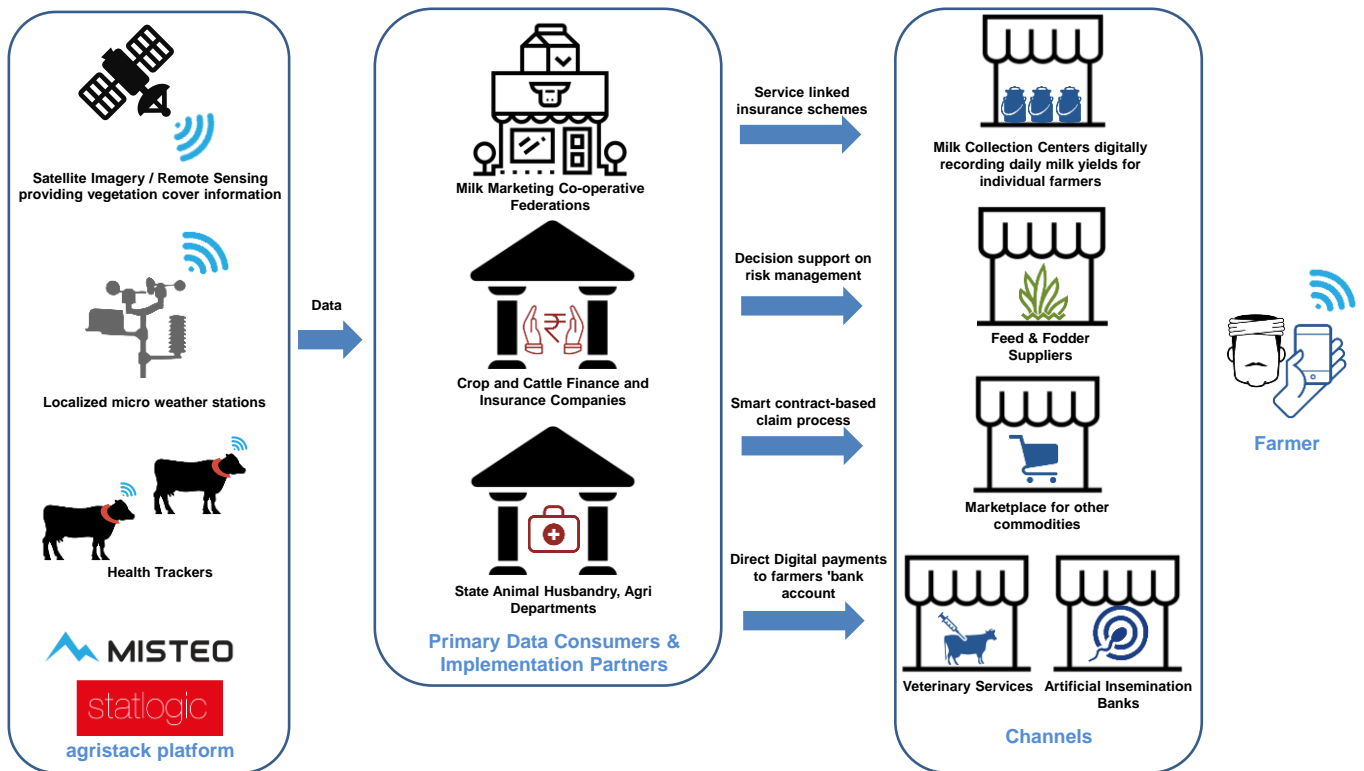 Satellite Imagery / Remote Sensing
providing vegetation cover information
Localized micro weather stations
Health Trackers
MISTEO
statlogic
agristack platform
Data
Milk Marketing Co-operative
Federations
₹
Crop and Cattle Finance and
Insurance Companies
State Animal Husbandry, Agri
Departments
Primary Data Consumers &
Implementation Partners
Service linked
insurance schemes
Decision support on
risk management
Smart contract-based
claim process
Direct Digital payments
to farmers 'bank
account
Milk Collection Centers digitally
recording daily milk yields for
individual farmers
Feed & Fodder
Suppliers
Marketplace for other
commodities
Veterinary Services
Artificial Insemination
Banks
Channels
Farmer